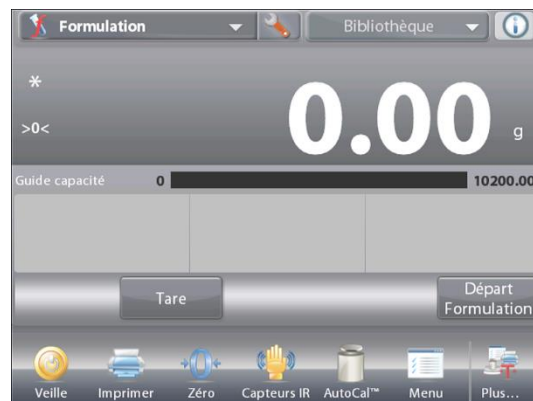 Formulation Bibliothèque
*
>0<
0.00 g
Guide capacité 0 10200.00
Tare
Départ
Formulation
Veille Imprimer Zéro Capteurs IR AutoCal™ Menu Plus...